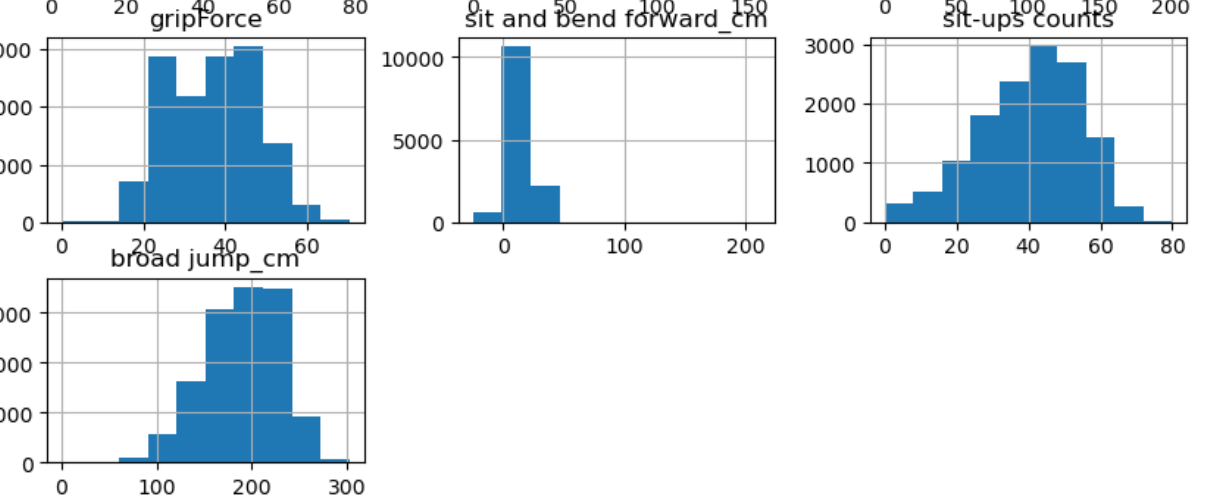 0 20 40 60 80 0 50 100 150 0 50 100 150 200
gripForce sit and bend forward_cm sit-ups counts
10000 3000
5000 2000
1000
0 0 0
0 20 40 60 0 100 200 0 20 40 60 80
broad jump_cm
0
0 100 200 300